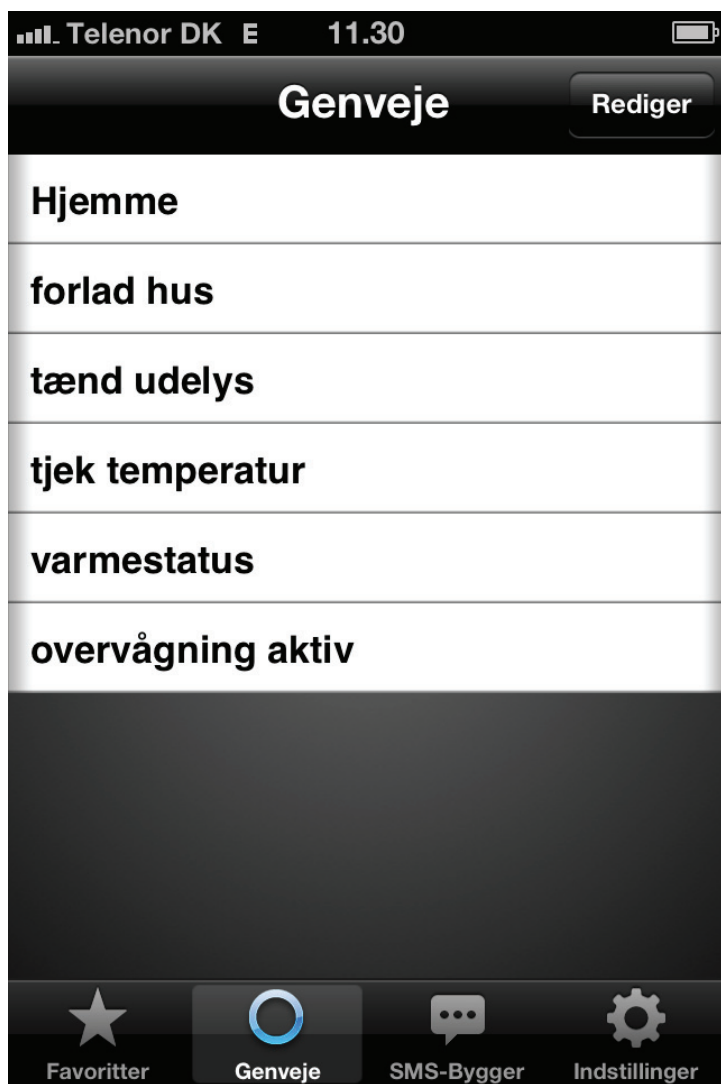 Telenor DK E 11.30
Genveje Rediger
Hjemme
forlad hus
tænd udelys
tjek temperatur
varmestatus
overvågning aktiv
Favoritter Genveje SMS-Bygger Indstillinger